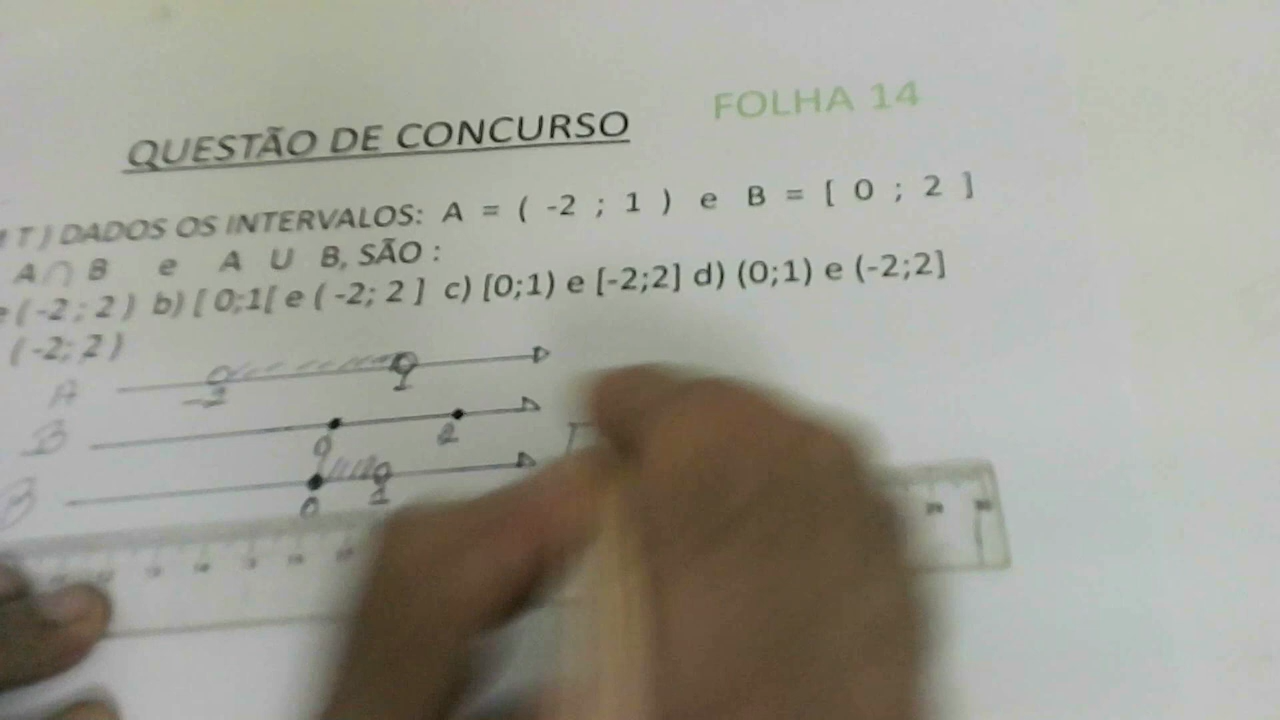 QUESTÃO DE CONCURSO FOLHA 14
T ) DADOS OS INTERVALOS: A = ( -2 ; 1 ) e B = [ 0 ; 2 ]
A ∩ B e A U B, SÃO :
e ( -2 ; 2 ) b) [ 0;1[ e ( -2; 2 ] c) [0;1) e [-2;2] d) (0;1) e (-2;2]
( -2; 2 )
A -2 1
B 0 2
B 0 1